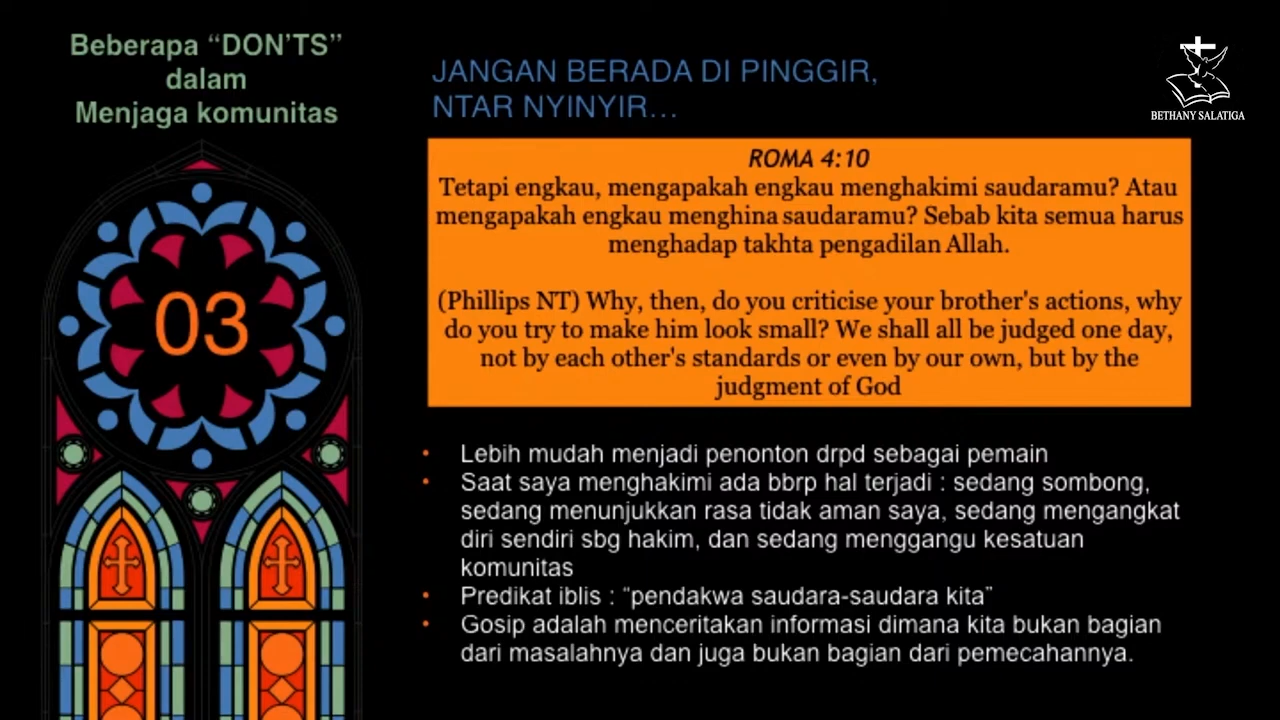 Beberapa “DON’TS”
dalam
Menjaga komunitas
03
JANGAN BERADA DI PINGGIR,
NTAR NYINYIR...
BETHANY SALATIGA
ROMA 4:10
Tetapi engkau, mengapakah engkau menghakimi saudaramu? Atau
mengapakah engkau menghina saudaramu? Sebab kita semua harus
menghadap takhta pengadilan Allah.
(Phillips NT) Why, then, do you criticise your brother's actions, why
do you try to make him look small? We shall all be judged one day,
not by each other's standards or even by our own, but by the
judgment of God
• Lebih mudah menjadi penonton drpd sebagai pemain
• Saat saya menghakimi ada bbrp hal terjadi : sedang sombong,
sedang menunjukkan rasa tidak aman saya, sedang mengangkat
diri sendiri sbg hakim, dan sedang menggangu kesatuan
komunitas
• Predikat iblis : “pendakwa saudara-saudara kita”
• Gosip adalah menceritakan informasi dimana kita bukan bagian
dari masalahnya dan juga bukan bagian dari pemecahannya.